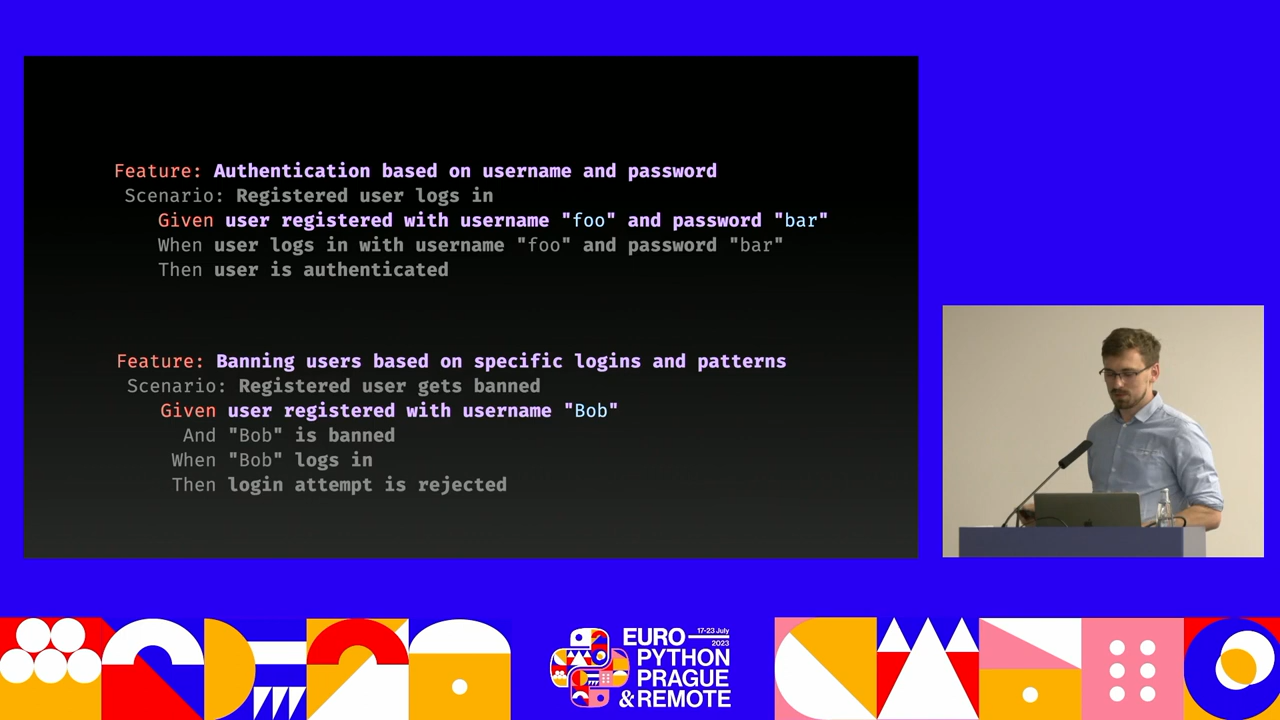 Feature: Authentication based on username and password
Scenario: Registered user logs in
Given user registered with username "foo" and password "bar"
When user logs in with username "foo" and password "bar"
Then user is authenticated
Feature: Banning users based on specific logins and patterns
Scenario: Registered user gets banned
Given user registered with username "Bob"
And "Bob" is banned
When "Bob" logs in
Then login attempt is rejected
EURO 17-23 July 2023
PYTHON
PRAGUE
& REMOTE